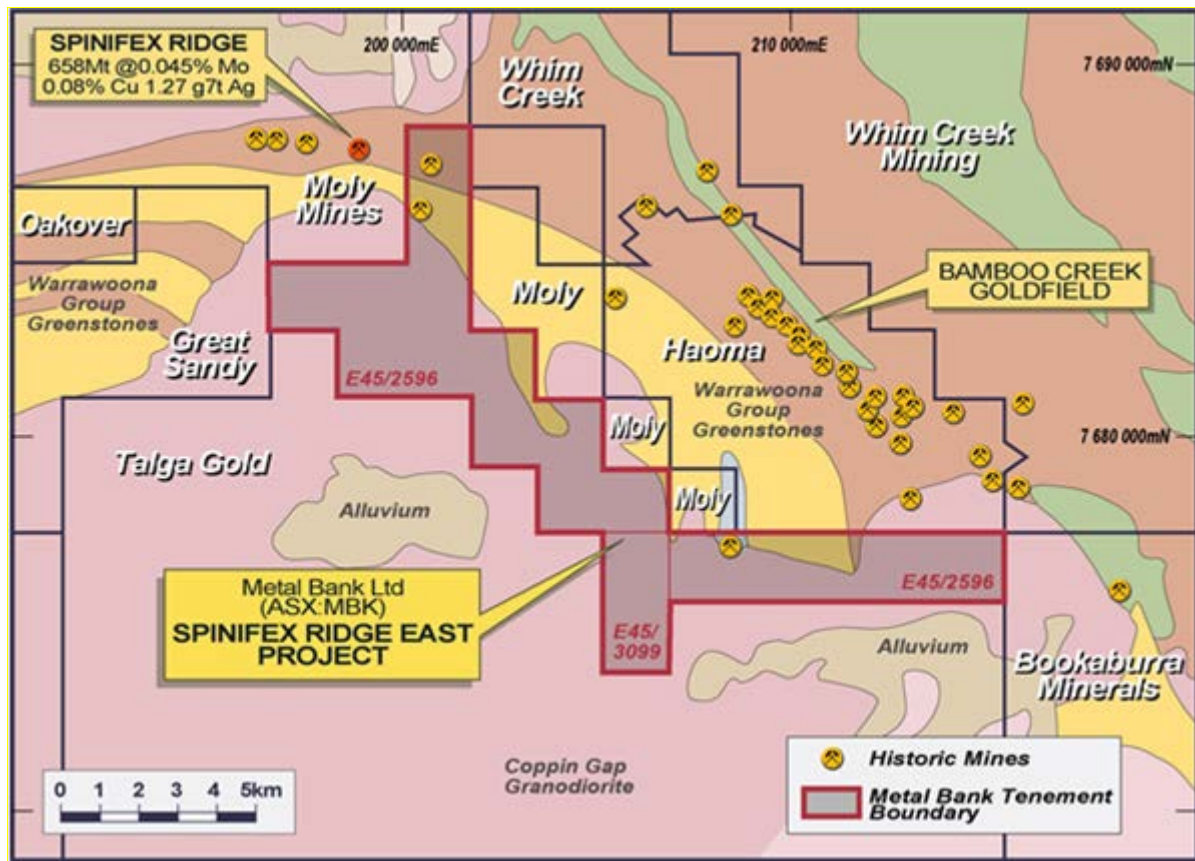 200 000mE
210 000mE
7 690 000mN
SPINIFEX RIDGE
658Mt @0.045% Mo
0.08% Cu 1.27 g7t Ag
Whim
Creek
Whim Creek
Mining
Moly
Mines
Oakover
Warrawoona
Group
Greenstones
Moly
BAMBOO CREEK
GOLDFIELD
Great
Sandy
Haoma
E45/2596
Warrawoona
Group
Greenstones
Moly
7 680 000mN
Talga Gold
Moly
Alluvium
Metal Bank Ltd
(ASX:MBK)
SPINIFEX RIDGE EAST
PROJECT
E45/2596
E45/
3099
Alluvium
Bookaburra
Minerals
Coppin Gap
Granodiorite
Historic Mines
Metal Bank Tenement
Boundary
0 1 2 3 4 5km